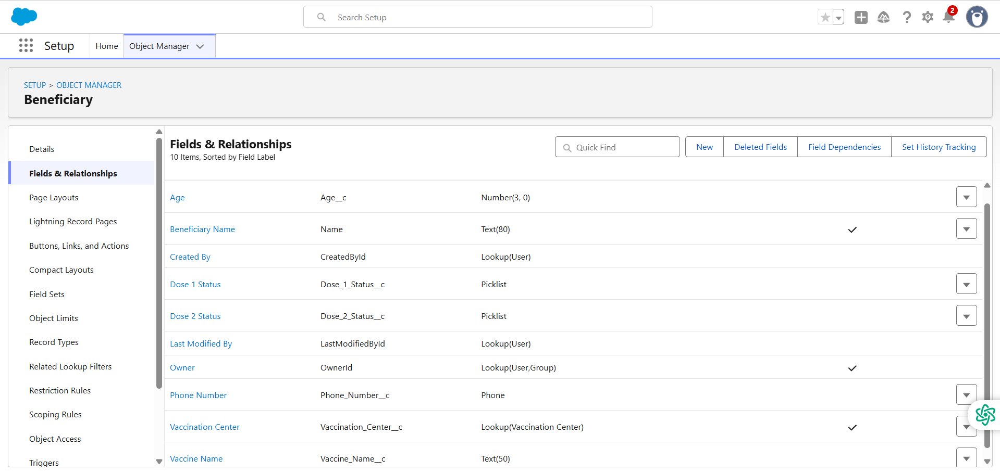 Search Setup
2
Setup
Home
Object Manager
SETUP > OBJECT MANAGER
Beneficiary
Details
Fields & Relationships
Page Layouts
Lightning Record Pages
Buttons, Links, and Actions
Compact Layouts
Field Sets
Object Limits
Record Types
Related Lookup Filters
Restriction Rules
Scoping Rules
Object Access
Triggers
Fields & Relationships
10 Items, Sorted by Field Label
Quick Find
New
Deleted Fields
Field Dependencies
Set History Tracking
Age Age__c Number(3, 0)
Beneficiary Name Name Text(80)
Created By CreatedById Lookup(User)
Dose 1 Status Dose_1_Status__c Picklist
Dose 2 Status Dose_2_Status__c Picklist
Last Modified By LastModifiedById Lookup(User)
Owner OwnerId Lookup(User,Group)
Phone Number Phone_Number__c Phone
Vaccination Center Vaccination_Center__c Lookup(Vaccination Center)
Vaccine Name Vaccine_Name__c Text(50)